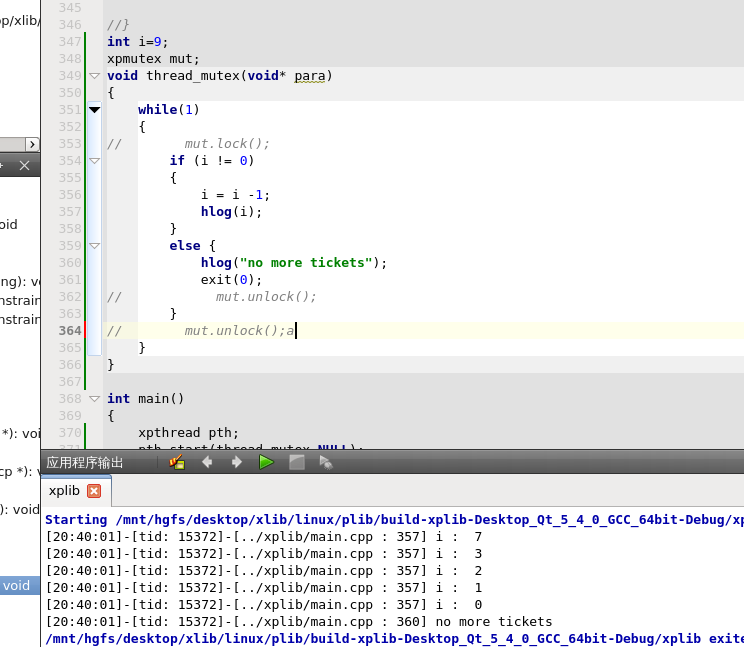 345
op/xlib/
346 //}
347 int i=9;
348 xpmutex mut;
349 void thread_mutex(void* para)
350 {
351 while(1)
352 {
353 // mut.lock();
354 if (i != 0)
355 {
356 i = i -1;
357 hlog(i);
358 }
359 else {
360 hlog("no more tickets");
361 exit(0);
362 // mut.unlock();
363 }
364 // mut.unlock();a
365 }
366 }
367
368 int main()
369 {
370 xpthread pth;
371 pth.start(thread_mutex,NULL);
oid
ng): vo
nstrain
nstrain
*): voi
cp *): v
): void
void
应用程序输出
xplib
Starting /mnt/hgfs/desktop/xlib/linux/plib/build-xplib-Desktop_Qt_5_4_0_GCC_64bit-Debug/xp
[20:40:01]-[tid: 15372]-[../xplib/main.cpp : 357] i : 7
[20:40:01]-[tid: 15372]-[../xplib/main.cpp : 357] i : 3
[20:40:01]-[tid: 15372]-[../xplib/main.cpp : 357] i : 2
[20:40:01]-[tid: 15372]-[../xplib/main.cpp : 357] i : 1
[20:40:01]-[tid: 15372]-[../xplib/main.cpp : 357] i : 0
[20:40:01]-[tid: 15372]-[../xplib/main.cpp : 360] no more tickets
/mnt/hgfs/desktop/xlib/linux/plib/build-xplib-Desktop_Qt_5_4_0_GCC_64bit-Debug/xplib exite